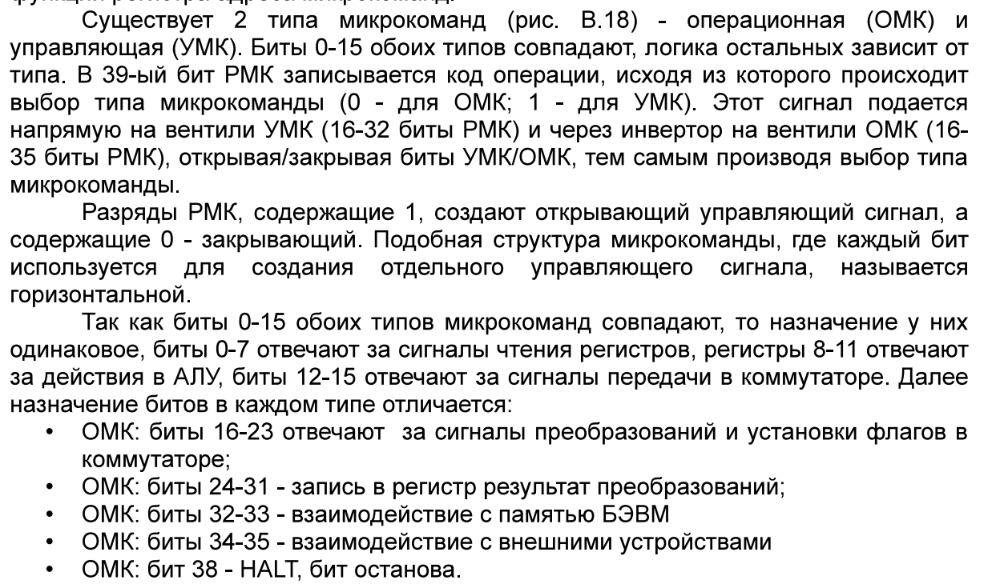 функции регистра адреса микрокоманд.
Существует 2 типа микрокоманд (рис. В.18) - операционная (ОМК) и
управляющая (УМК). Биты 0-15 обоих типов совпадают, логика остальных зависит от
типа. В 39-ый бит РМК записывается код операции, исходя из которого происходит
выбор типа микрокоманды (0 - для ОМК; 1 - для УМК). Этот сигнал подается
напрямую на вентили УМК (16-32 биты РМК) и через инвертор на вентили ОМК (16-
35 биты РМК), открывая/закрывая биты УМК/ОМК, тем самым производя выбор типа
микрокоманды.
Разряды РМК, содержащие 1, создают открывающий управляющий сигнал, а
содержащие 0 - закрывающий. Подобная структура микрокоманды, где каждый бит
используется для создания отдельного управляющего сигнала, называется
горизонтальной.
Так как биты 0-15 обоих типов микрокоманд совпадают, то назначение у них
одинаковое, биты 0-7 отвечают за сигналы чтения регистров, регистры 8-11 отвечают
за действия в АЛУ, биты 12-15 отвечают за сигналы передачи в коммутаторе. Далее
назначение битов в каждом типе отличается:
• ОМК: биты 16-23 отвечают за сигналы преобразований и установки флагов в
коммутаторе;
• ОМК: биты 24-31 - запись в регистр результат преобразований;
• ОМК: биты 32-33 - взаимодействие с памятью БЭВМ
• ОМК: биты 34-35 - взаимодействие с внешними устройствами
• ОМК: бит 38 - HALT, бит останова.